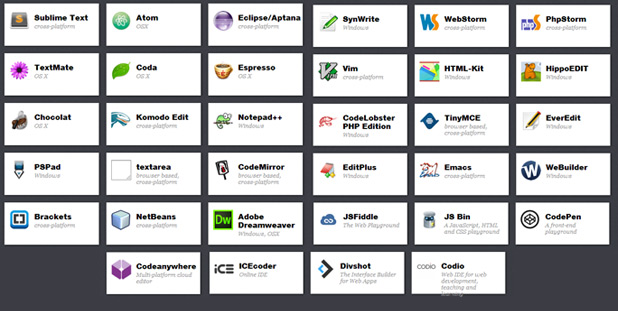 Sublime Text
cross-platform
Atom
OSX
Eclipse/Aptana
cross-platform
SynWrite
Windows
WebStorm
cross-platform
PhpStorm
cross-platform
TextMate
OS X
Coda
OS X
Espresso
OS X
Vim
cross-platform
HTML-Kit
Windows
HippoEDIT
Windows
Chocolat
OS X
Komodo Edit
cross-platform
Notepad++
Windows
CodeLobster
PHP Edition
Windows
TinyMCE
browser based,
cross-platform
EverEdit
Windows
PSPad
Windows
textarea
browser based,
cross-platform
CodeMirror
browser based,
cross-platform
EditPlus
Windows
Emacs
cross-platform
WeBuilder
Windows
Brackets
cross-platform
NetBeans
cross-platform
Dw
Adobe
Dreamweaver
Windows, OSX
JSFiddle
The Web Playground
JS Bin
A JavaScript, HTML
and CSS playground
CodePen
A front-end
playground
Codeanywhere
Multi-platform cloud
editor
ICE
ICEcoder
Online IDE
Divshot
The Interface Builder
for Web Apps
CODIO
Codio
Web IDE for web
development,
teaching and